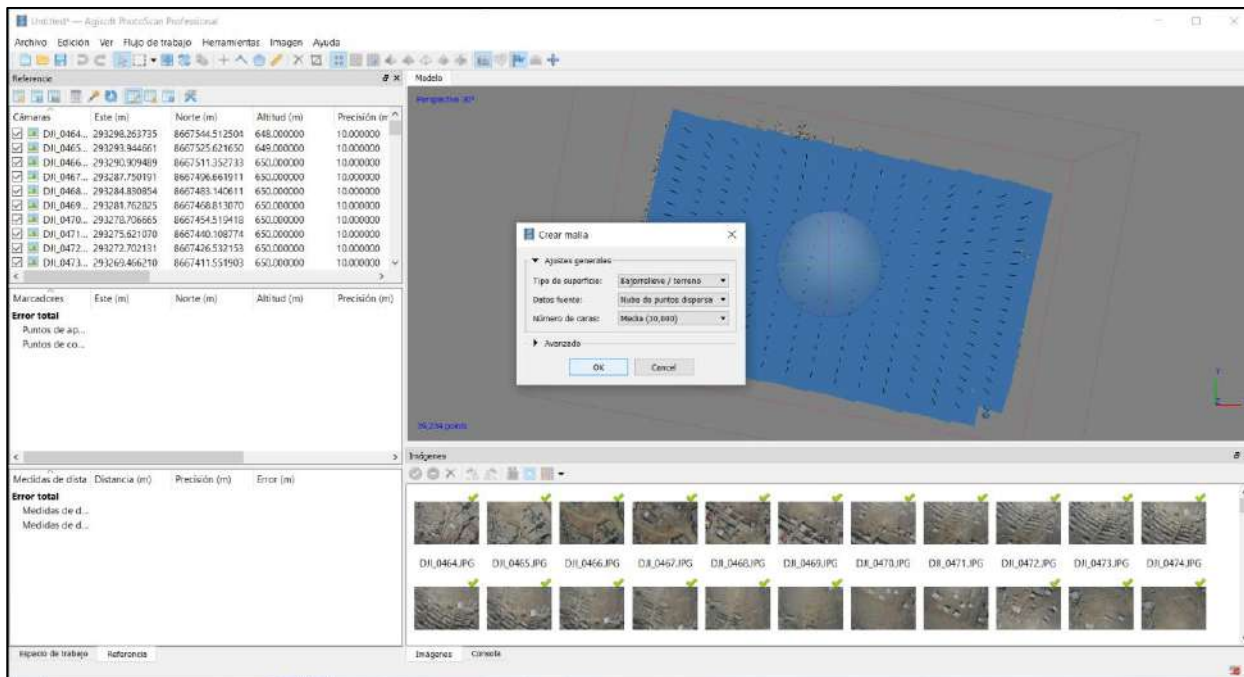 Untitled* — Agisoft PhotoScan Professional
Archivo Edición Ver Flujo de trabajo Herramientas Imagen Ayuda
Referencia
Cámaras Este (m) Norte (m) Altitud (m) Precisión (m
DJI_0464... 293298.263735 8667544.512504 648.000000 10.000000
DJI_0465... 293293.944661 8667525.621650 649.000000 10.000000
DJI_0466... 293290.909489 8667511.352733 650.000000 10.000000
DJI_0467... 293287.750191 8667496.661911 650.000000 10.000000
DJI_0468... 293284.830854 8667483.140611 650.000000 10.000000
DJI_0469... 293281.762825 8667468.813070 650.000000 10.000000
DJI_0470... 293278.706665 8667454.519418 650.000000 10.000000
DJI_0471... 293275.621070 8667440.108774 650.000000 10.000000
DJI_0472... 293272.702131 8667426.532153 650.000000 10.000000
DJI_0473... 293269.466210 8667411.551903 650.000000 10.000000
Marcadores Este (m) Norte (m) Altitud (m) Precisión (m)
Error total
Puntos de ap...
Puntos de co...
Medidas de dista Distancia (m) Precisión (m) Error (m)
Error total
Medidas de d...
Medidas de d...
Espacio de trabajo Referencia
Modelo
Perspectiva 30°
Crear malla
Ajustes generales
Tipo de superficie: Bajorrelieve / terreno
Datos fuente: Nube de puntos dispersa
Número de caras: Media (30,000)
Avanzado
OK Cancel
points
Imágenes
DJI_0464.JPG DJI_0465.JPG DJI_0466.JPG DJI_0467.JPG DJI_0468.JPG DJI_0469.JPG DJI_0470.JPG DJI_0471.JPG DJI_0472.JPG DJI_0473.JPG DJI_0474.JPG
Imágenes Consola